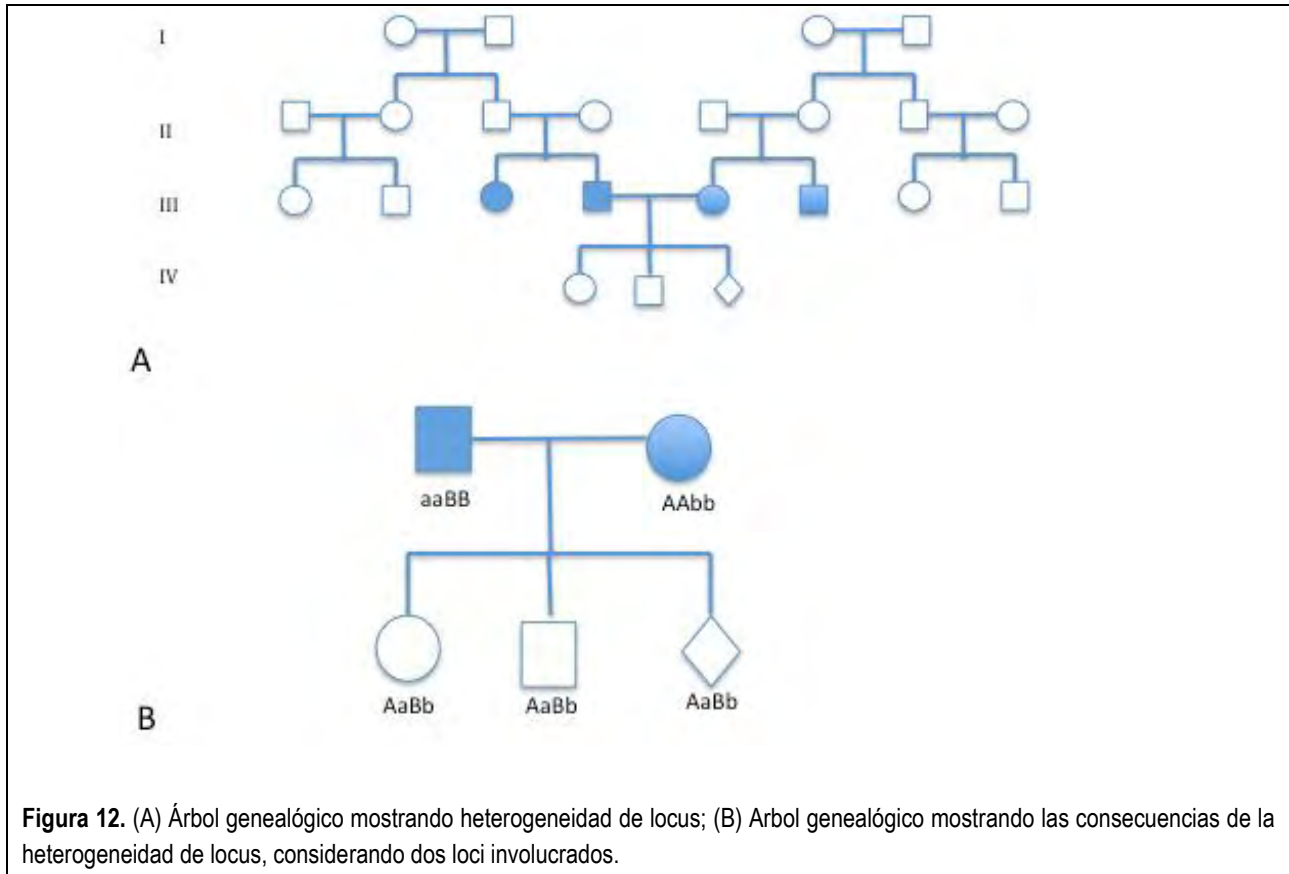 I
II
III
IV
A
aaBB AAbb
AaBb AaBb AaBb
B
Figura 12. (A) Árbol genealógico mostrando heterogeneidad de locus; (B) Arbol genealógico mostrando las consecuencias de la
heterogeneidad de locus, considerando dos loci involucrados.